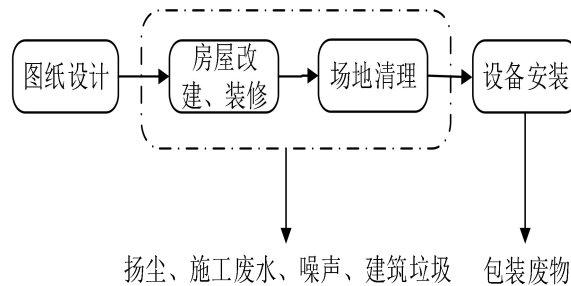 图纸设计
房屋改
建、装修
场地清理
设备安装
扬尘、施工废水、噪声、建筑垃圾
包装废物